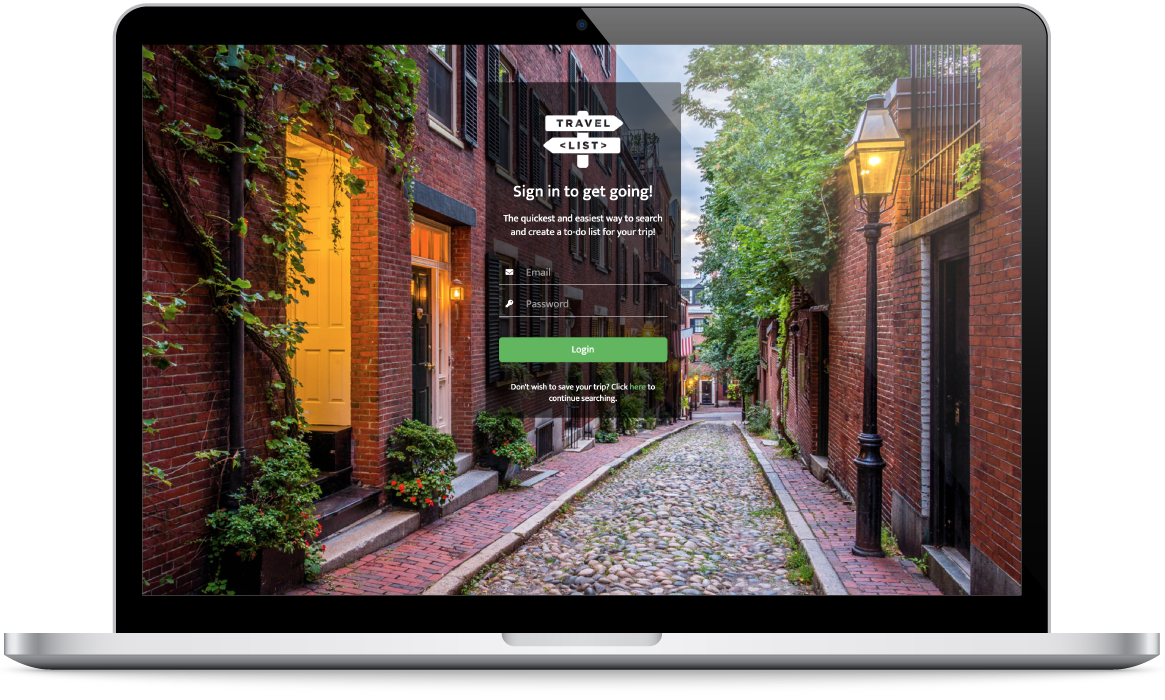 TRAVEL
<LIST>
Sign in to get going!
The quickest and easiest way to search
and create a to-do list for your trip!
Email
Password
Login
Don't wish to save your trip? Click here to
continue searching.